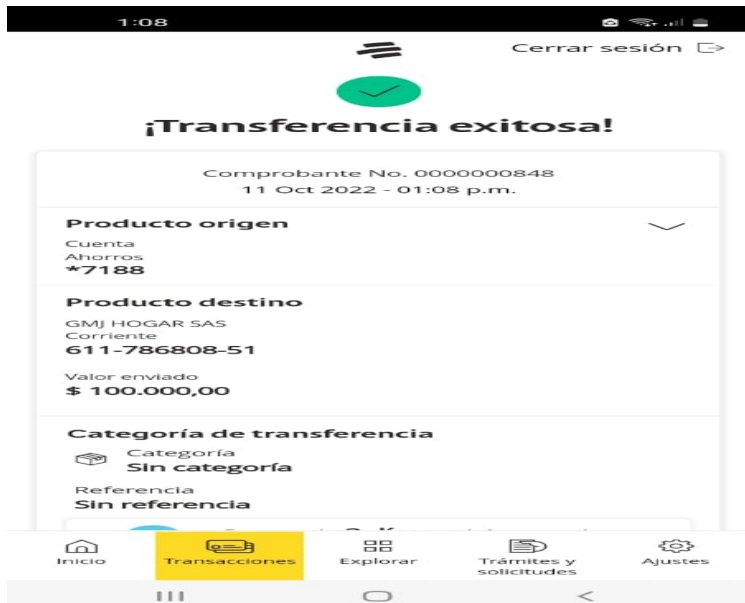 1:08
Cerrar sesión
¡Transferencia exitosa!
Comprobante No. 0000000848
11 Oct 2022 - 01:08 p.m.
Producto origen
Cuenta
Ahorros
*7188
Producto destino
GMJ HOGAR SAS
Corriente
611-786808-51
Valor enviado
$ 100.000,00
Categoría de transferencia
Categoría
Sin categoría
Referencia
Sin referencia
Inicio
Transacciones
Explorar
Trámites y
solicitudes
Ajustes